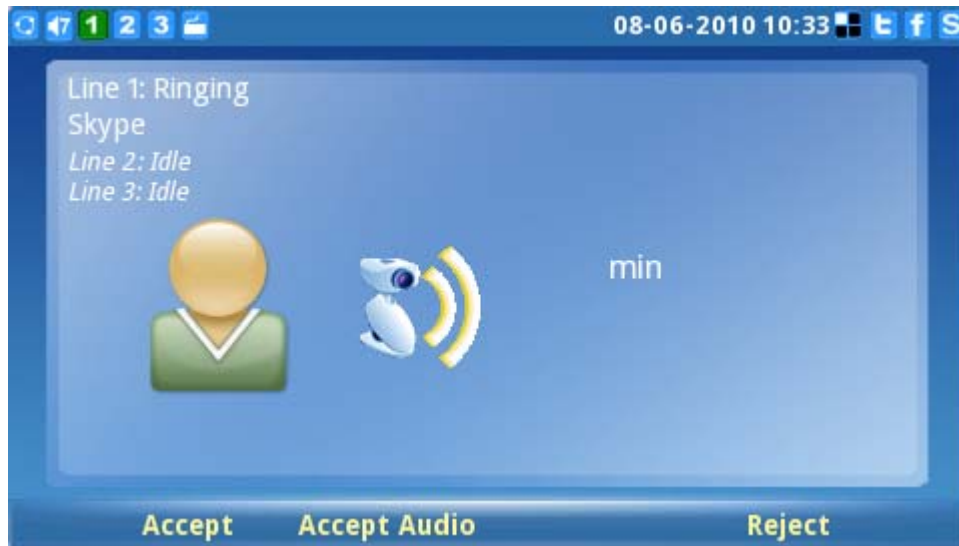 7 1 2 3 08-06-2010 10:33 t f S
Line 1: Ringing
Skype
Line 2: Idle
Line 3: Idle
min
Accept Accept Audio Reject